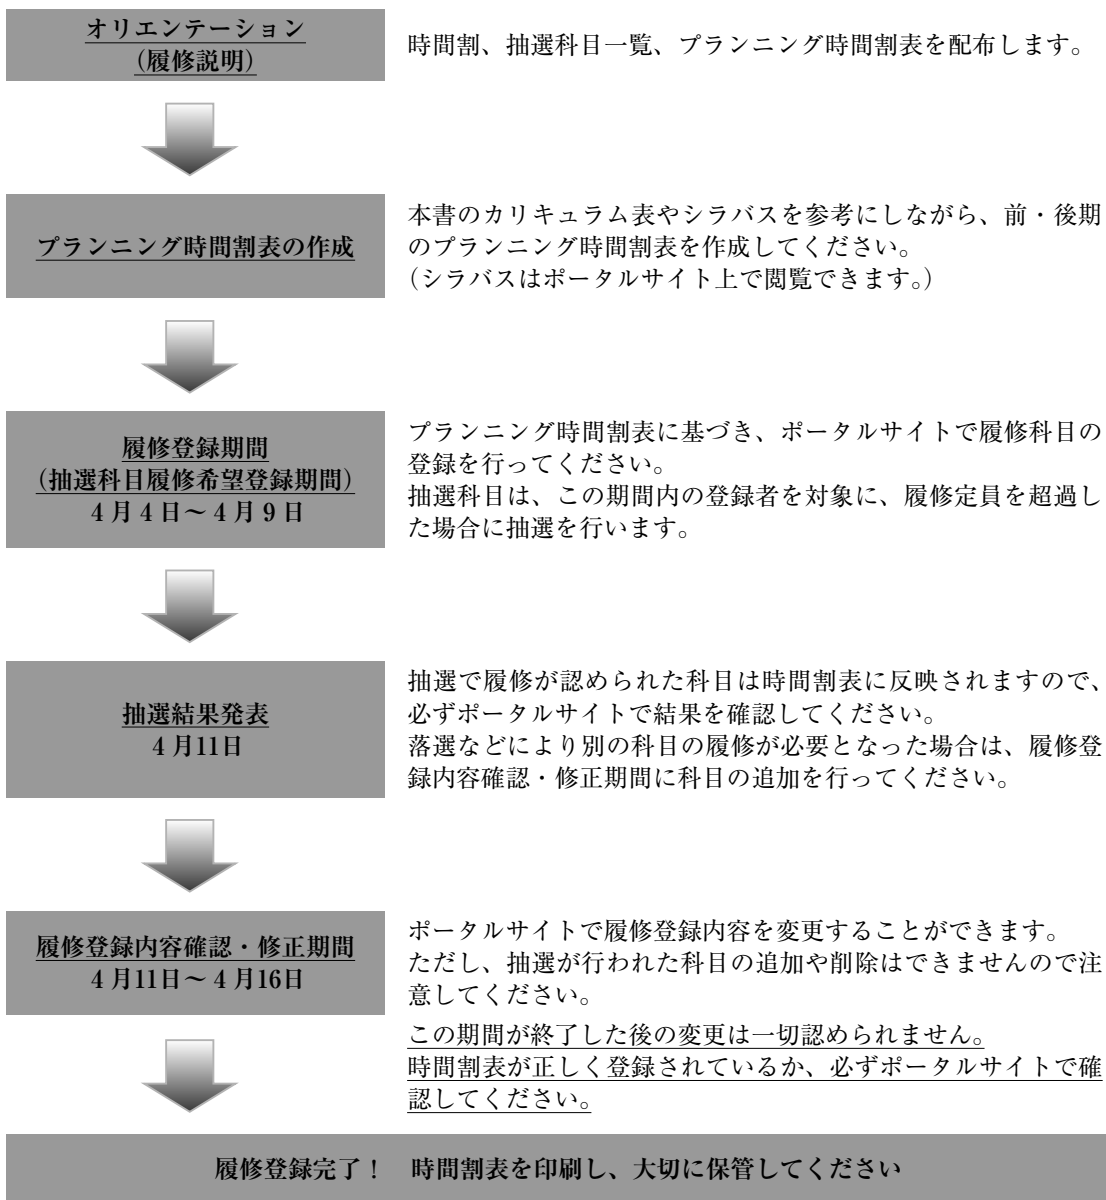 オリエンテーション
(履修説明)
時間割、抽選科目一覧、プランニング時間割表を配布します。
プランニング時間割表の作成
本書のカリキュラム表やシラバスを参考にしながら、前・後期
のプランニング時間割表を作成してください。
(シラバスはポータルサイト上で閲覧できます。)
履修登録期間
(抽選科目履修希望登録期間)
4月4日~4月9日
プランニング時間割表に基づき、ポータルサイトで履修科目の
登録を行ってください。
抽選科目は、この期間内の登録者を対象に、履修定員を超過し
た場合に抽選を行います。
抽選結果発表
4月11日
抽選で履修が認められた科目は時間割表に反映されますので、
必ずポータルサイトで結果を確認してください。
落選などにより別の科目の履修が必要となった場合は、履修登
録内容確認・修正期間に科目の追加を行ってください。
履修登録内容確認・修正期間
4月11日~4月16日
ポータルサイトで履修登録内容を変更することができます。
ただし、抽選が行われた科目の追加や削除はできませんので注
意してください。
この期間が終了した後の変更は一切認められません。
時間割表が正しく登録されているか、必ずポータルサイトで確
認してください。
履修登録完了! 時間割表を印刷し、大切に保管してください